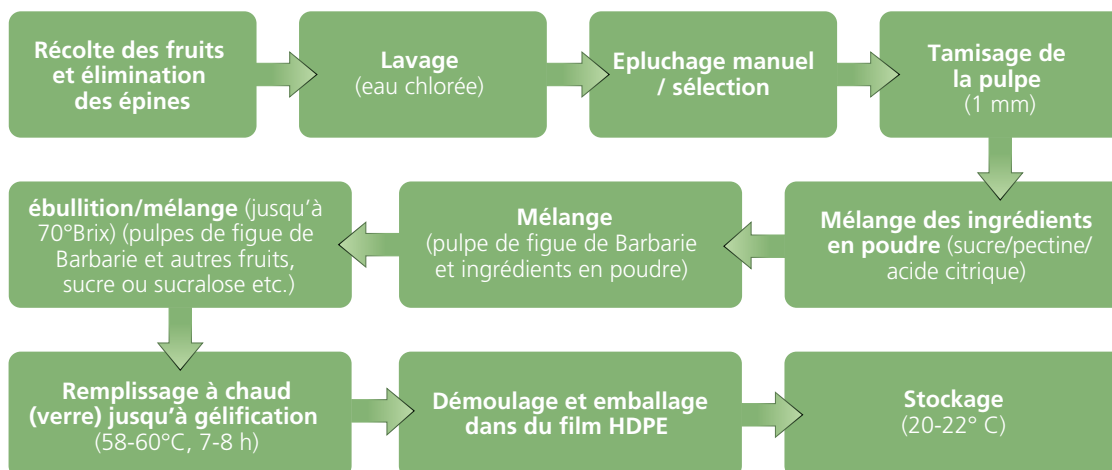 Récolte des fruits
et élimination
des épines
Lavage
(eau chlorée)
Epluchage manuel
/ sélection
Tamisage de
la pulpe
(1 mm)
Mélange des ingrédients
en poudre (sucre/pectine/
acide citrique)
Mélange
(pulpe de figue de Barbarie
et ingrédients en poudre)
ébullition/mélange (jusqu'à
70°Brix) (pulpes de figue de
Barbarie et autres fruits,
sucre ou sucralose etc.)
Remplissage à chaud
(verre) jusqu'à gélification
(58-60°C, 7-8 h)
Démoulage et emballage
dans du film HDPE
Stockage
(20-22° C)